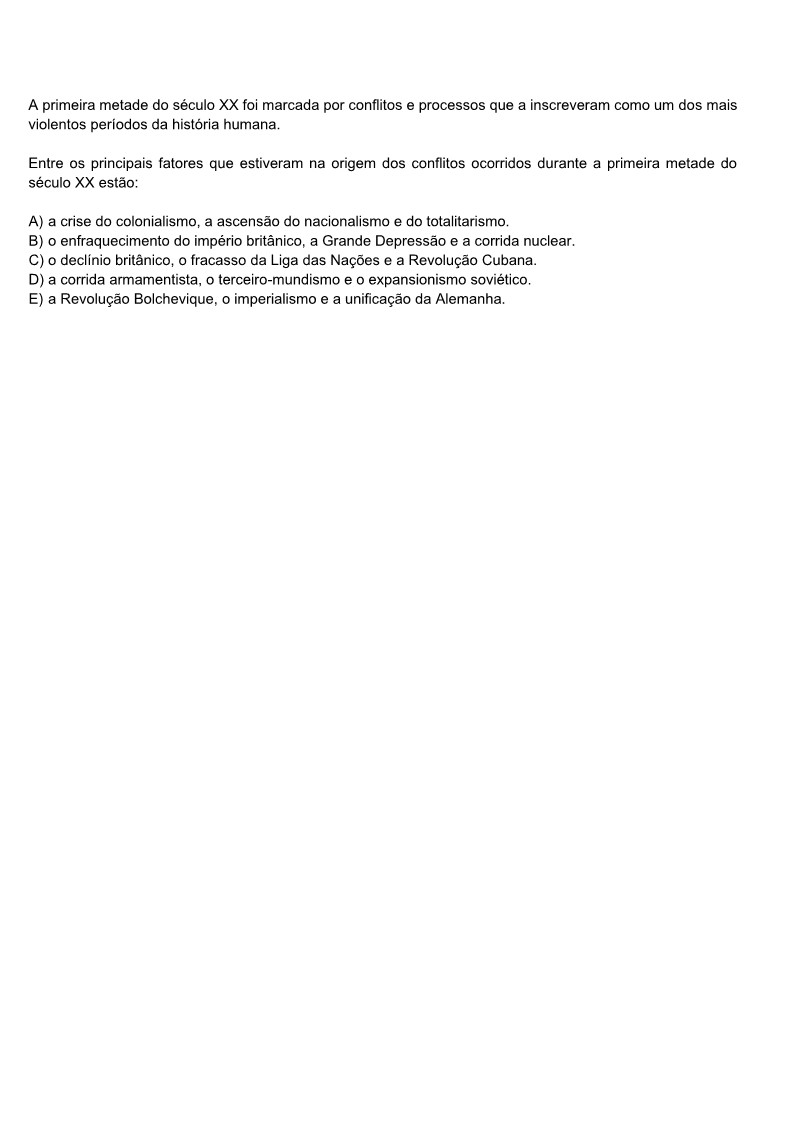 A primeira metade do século XX foi marcada por conflitos e processos que a inscreveram como um dos mais
violentos períodos da história humana.
Entre os principais fatores que estiveram na origem dos conflitos ocorridos durante a primeira metade do
século XX estão:
A) a crise do colonialismo, a ascensão do nacionalismo e do totalitarismo.
B) o enfraquecimento do império britânico, a Grande Depressão e a corrida nuclear.
C) o declínio britânico, o fracasso da Liga das Nações e a Revolução Cubana.
D) a corrida armamentista, o terceiro-mundismo e o expansionismo soviético.
E) a Revolução Bolchevique, o imperialismo e a unificação da Alemanha.